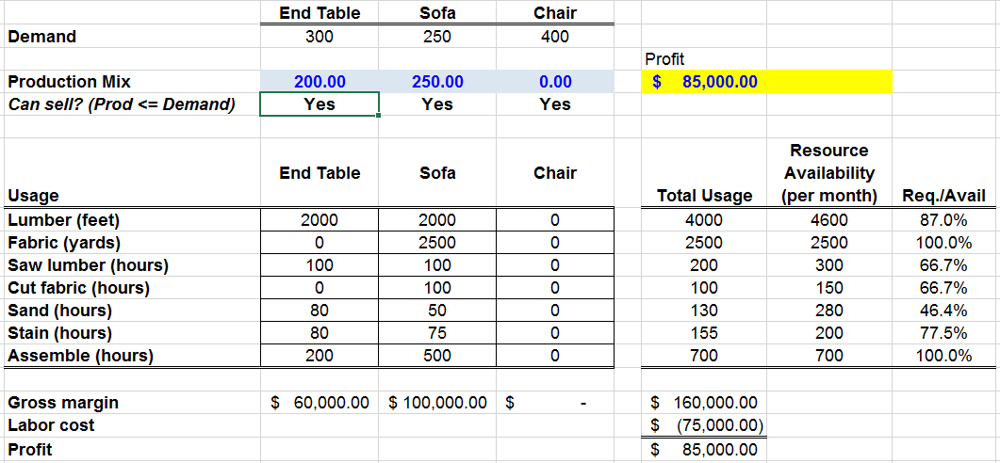 End Table Sofa Chair
Demand 300 250 400
Profit
Production Mix 200.00 250.00 0.00 $ 85,000.00
Can sell? (Prod <= Demand) Yes Yes Yes
Resource
End Table Sofa Chair Availability
Usage Total Usage (per month) Req./Avail
Lumber (feet) 2000 2000 0 4000 4600 87.0%
Fabric (yards) 0 2500 0 2500 2500 100.0%
Saw lumber (hours) 100 100 0 200 300 66.7%
Cut fabric (hours) 0 100 0 100 150 66.7%
Sand (hours) 80 50 0 130 280 46.4%
Stain (hours) 80 75 0 155 200 77.5%
Assemble (hours) 200 500 0 700 700 100.0%
Gross margin $ 60,000.00 $ 100,000.00 $ - $ 160,000.00
Labor cost $ (75,000.00)
Profit $ 85,000.00